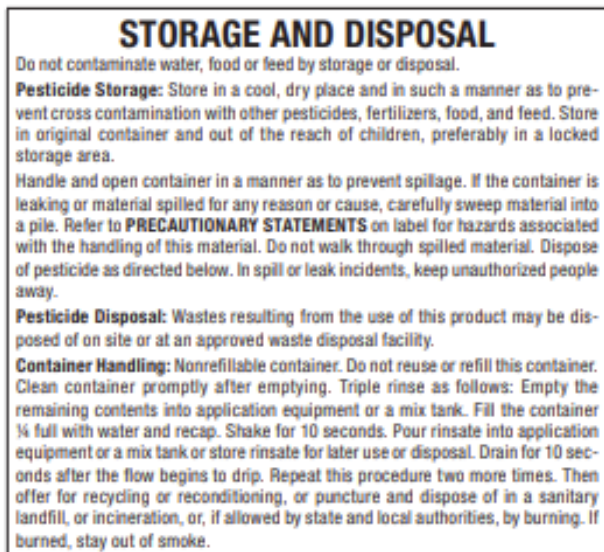 STORAGE AND DISPOSAL
Do not contaminate water, food or feed by storage or disposal.
Pesticide Storage: Store in a cool, dry place and in such a manner as to pre-
vent cross contamination with other pesticides, fertilizers, food, and feed. Store
in original container and out of the reach of children, preferably in a locked
storage area.
Handle and open container in a manner as to prevent spillage. If the container is
leaking or material spilled for any reason or cause, carefully sweep material into
a pile. Refer to PRECAUTIONARY STATEMENTS on label for hazards associated
with the handling of this material. Do not walk through spilled material. Dispose
of pesticide as directed below. In spill or leak incidents, keep unauthorized people
away.
Pesticide Disposal: Wastes resulting from the use of this product may be dis-
posed of on site or at an approved waste disposal facility.
Container Handling: Nonrefillable container. Do not reuse or refill this container.
Clean container promptly after emptying. Triple rinse as follows: Empty the
remaining contents into application equipment or a mix tank. Fill the container
¼ full with water and recap. Shake for 10 seconds. Pour rinsate into application
equipment or a mix tank or store rinsate for later use or disposal. Drain for 10 sec-
onds after the flow begins to drip. Repeat this procedure two more times. Then
offer for recycling or reconditioning, or puncture and dispose of in a sanitary
landfill, or incineration, or, if allowed by state and local authorities, by burning. If
burned, stay out of smoke.